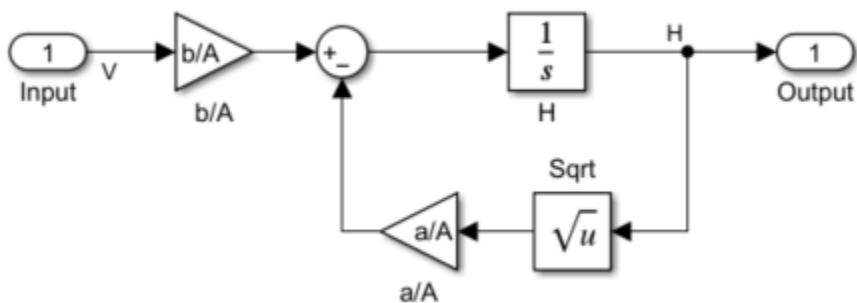 1
Input
V
b/A
b/A
+
−
1
s
H
H
1
Output
Sqrt
√u
a/A
a/A